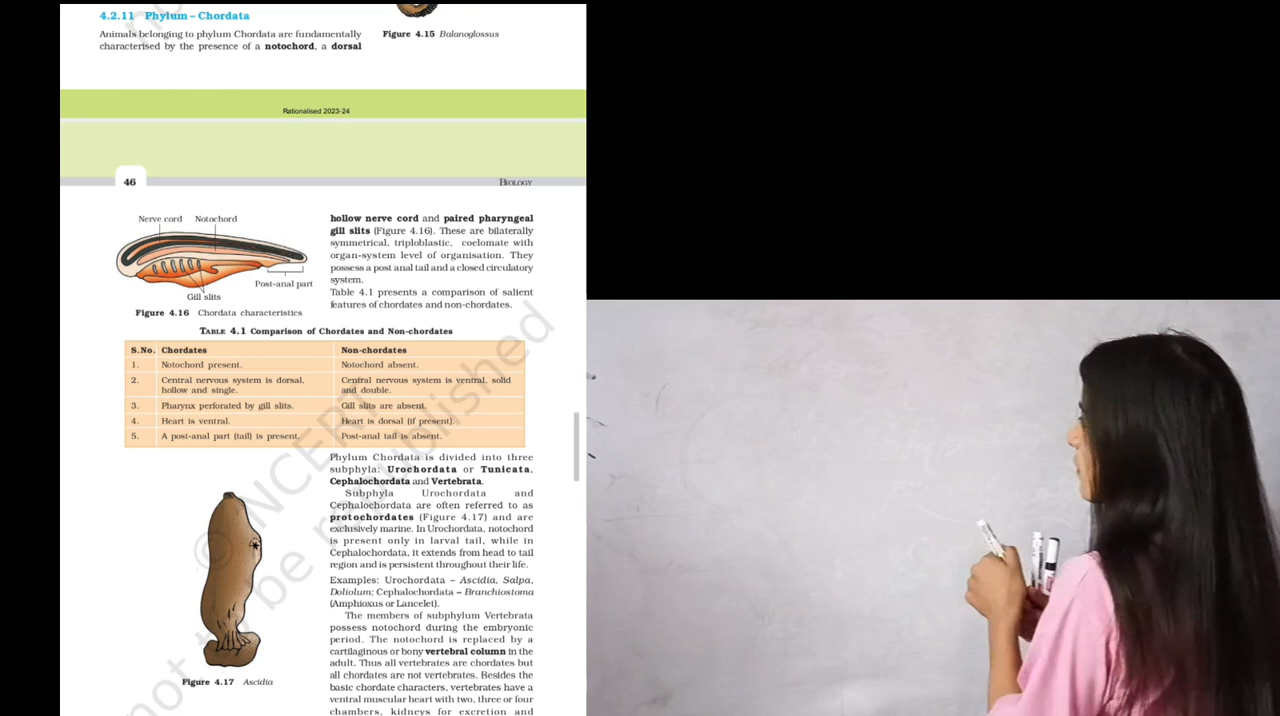 4.2.11 Phylum – Chordata
Animals belonging to phylum Chordata are fundamentally
characterised by the presence of a notochord, a dorsal
Figure 4.15 Balanoglossus
Rationalised 2023-24
46
BIOLOGY
Nerve cord Notochord
Post-anal part
Gill slits
Figure 4.16 Chordata characteristics
hollow nerve cord and paired pharyngeal
gill slits (Figure 4.16). These are bilaterally
symmetrical, triploblastic, coelomate with
organ-system level of organisation. They
possess a post anal tail and a closed circulatory
system.
Table 4.1 presents a comparison of salient
features of chordates and non-chordates.
TABLE 4.1 Comparison of Chordates and Non-chordates
S.No. Chordates Non-chordates
1. Notochord present. Notochord absent.
2. Central nervous system is dorsal, Central nervous system is ventral, solid
hollow and single. and double.
3. Pharynx perforated by gill slits. Gill slits are absent.
4. Heart is ventral. Heart is dorsal (if present).
5. A post-anal part (tail) is present. Post-anal tail is absent.
Phylum Chordata is divided into three
subphyla: Urochordata or Tunicata,
Cephalochordata and Vertebrata.
Subphyla Urochordata and
Cephalochordata are often referred to as
protochordates (Figure 4.17) and are
exclusively marine. In Urochordata, notochord
is present only in larval tail, while in
Cephalochordata, it extends from head to tail
region and is persistent throughout their life.
Examples: Urochordata – Ascidia, Salpa,
Doliolum; Cephalochordata – Branchiostoma
(Amphioxus or Lancelet).
The members of subphylum Vertebrata
possess notochord during the embryonic
period. The notochord is replaced by a
cartilaginous or bony vertebral column in the
adult. Thus all vertebrates are chordates but
all chordates are not vertebrates. Besides the
basic chordate characters, vertebrates have a
ventral muscular heart with two, three or four
chambers, kidneys for excretion and
Figure 4.17 Ascidia
© NCERT
not to be republished